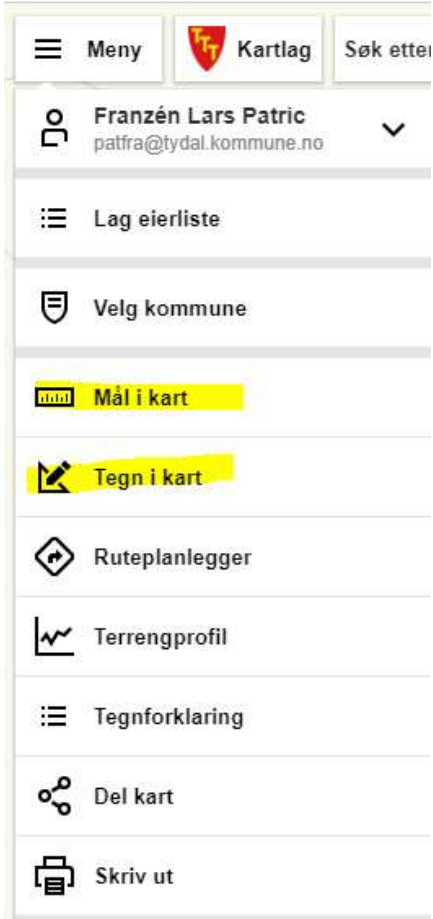 Meny
TTT
Kartlag
Søk etter
Franzén Lars Patric
patfra@tydal.kommune.no
Lag eierliste
Velg kommune
Mål i kart
Tegn i kart
Ruteplanlegger
Terrengprofil
Tegnforklaring
Del kart
Skriv ut